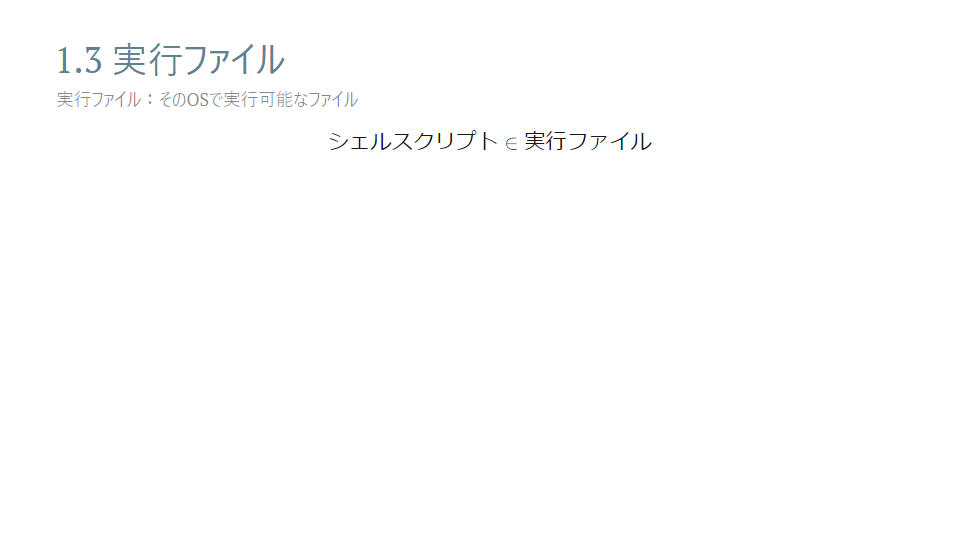 1.3 実行ファイル
実行ファイル：そのOSで実行可能なファイル
シェルスクリプト ∈ 実行ファイル